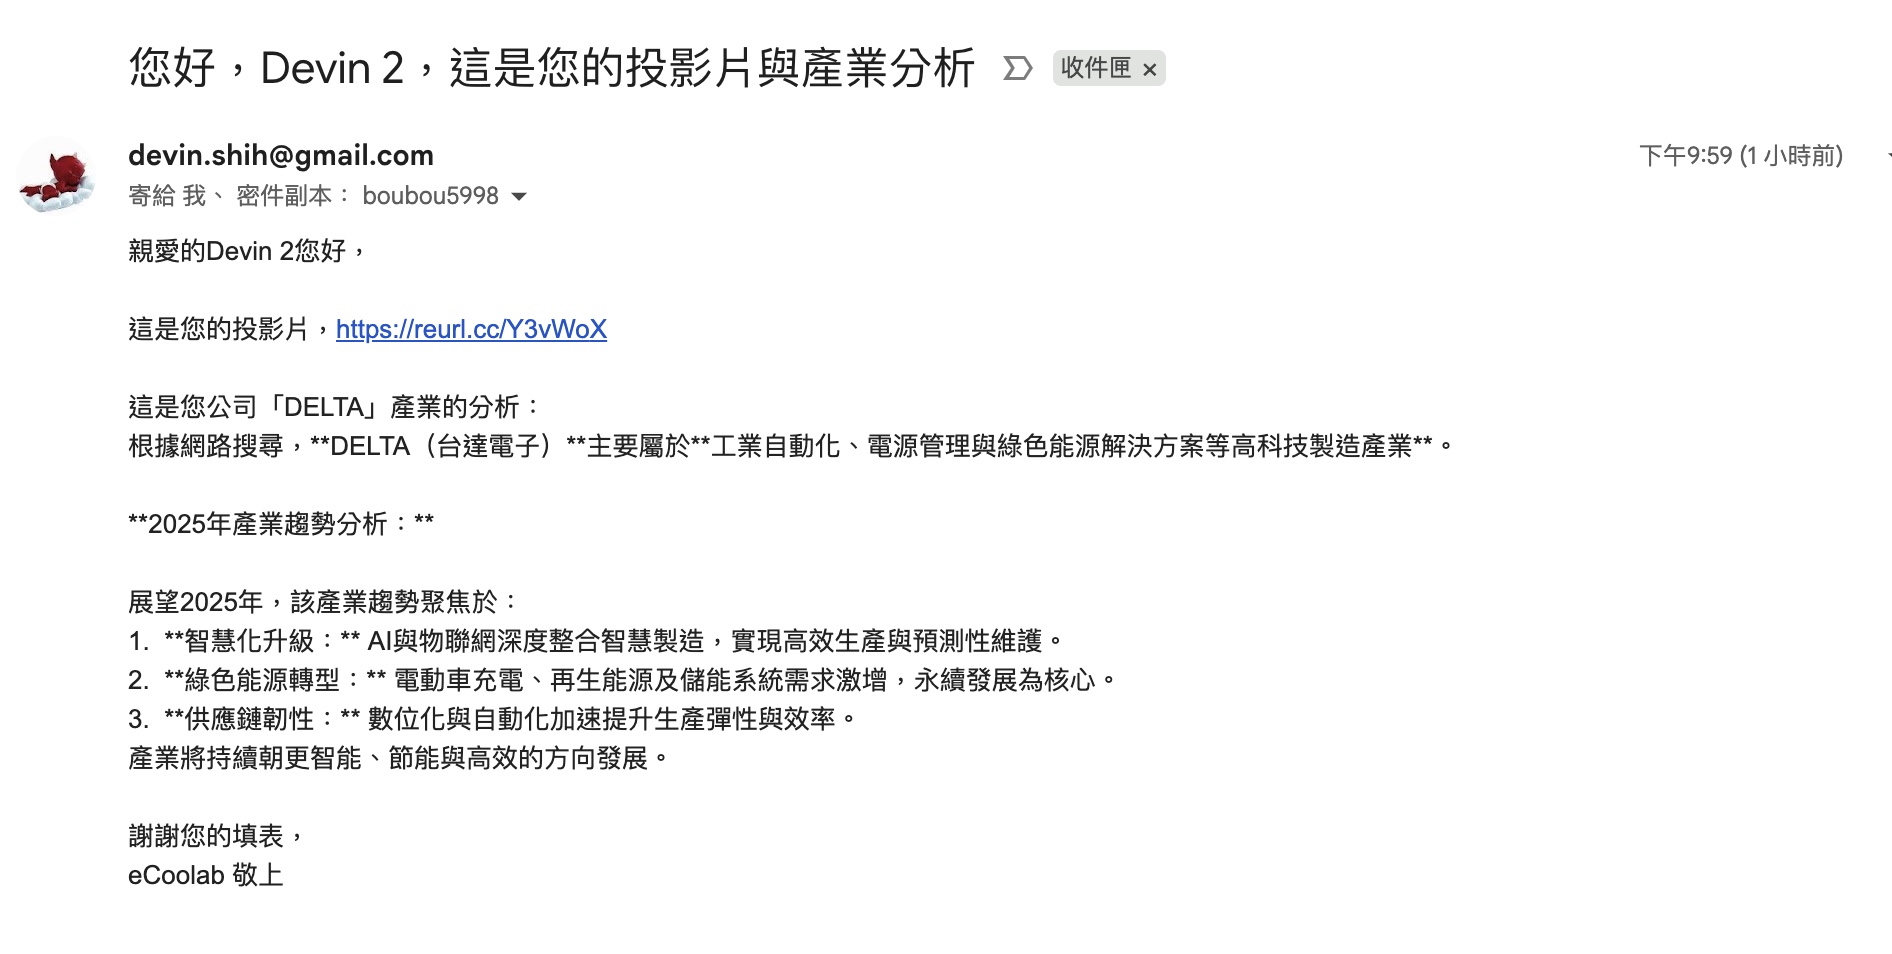 您好，Devin 2，這是您的投影片與產業分析 收件匣 ×
devin.shih@gmail.com 下午9:59 (1 小時前)
寄給 我、 密件副本： boubou5998
親愛的Devin 2您好，
這是您的投影片，https://reurl.cc/Y3vWoX
這是您公司「DELTA」產業的分析：
根據網路搜尋，**DELTA（台達電子）**主要屬於**工業自動化、電源管理與綠色能源解決方案等高科技製造產業**。
**2025年產業趨勢分析：**
展望2025年，該產業趨勢聚焦於：
1. **智慧化升級：** AI與物聯網深度整合智慧製造，實現高效生產與預測性維護。
2. **綠色能源轉型：** 電動車充電、再生能源及儲能系統需求激增，永續發展為核心。
3. **供應鏈韌性：** 數位化與自動化加速提升生產彈性與效率。
產業將持續朝更智能、節能與高效的方向發展。
謝謝您的填表，
eCoolab 敬上